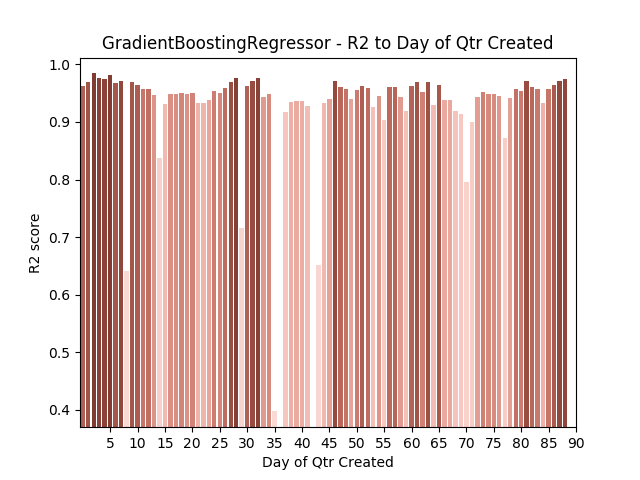 GradientBoostingRegressor - R2 to Day of Qtr Created
1.0
0.9
0.8
0.7
0.6
0.5
0.4
R2 score
5 10 15 20 25 30 35 40 45 50 55 60 65 70 75 80 85 90
Day of Qtr Created